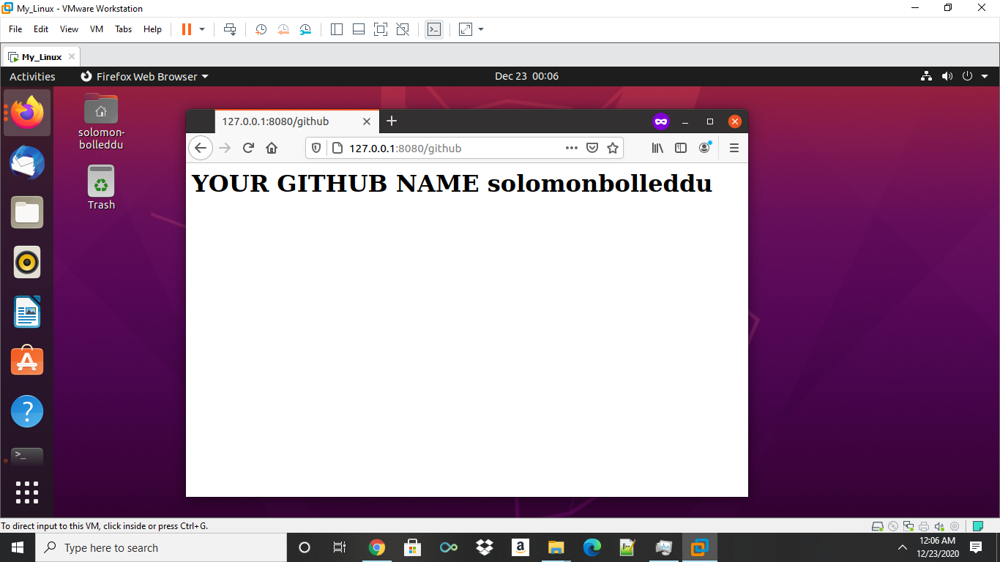 My_Linux - VMware Workstation
File Edit View VM Tabs Help
My_Linux
Activities Firefox Web Browser Dec 23 00:06
127.0.0.1:8080/github
127.0.0.1:8080/github
YOUR GITHUB NAME solomonbolleddu
solomon-
bolleddu
Trash
To direct input to this VM, click inside or press Ctrl+G.
Type here to search
12:06 AM
12/23/2020